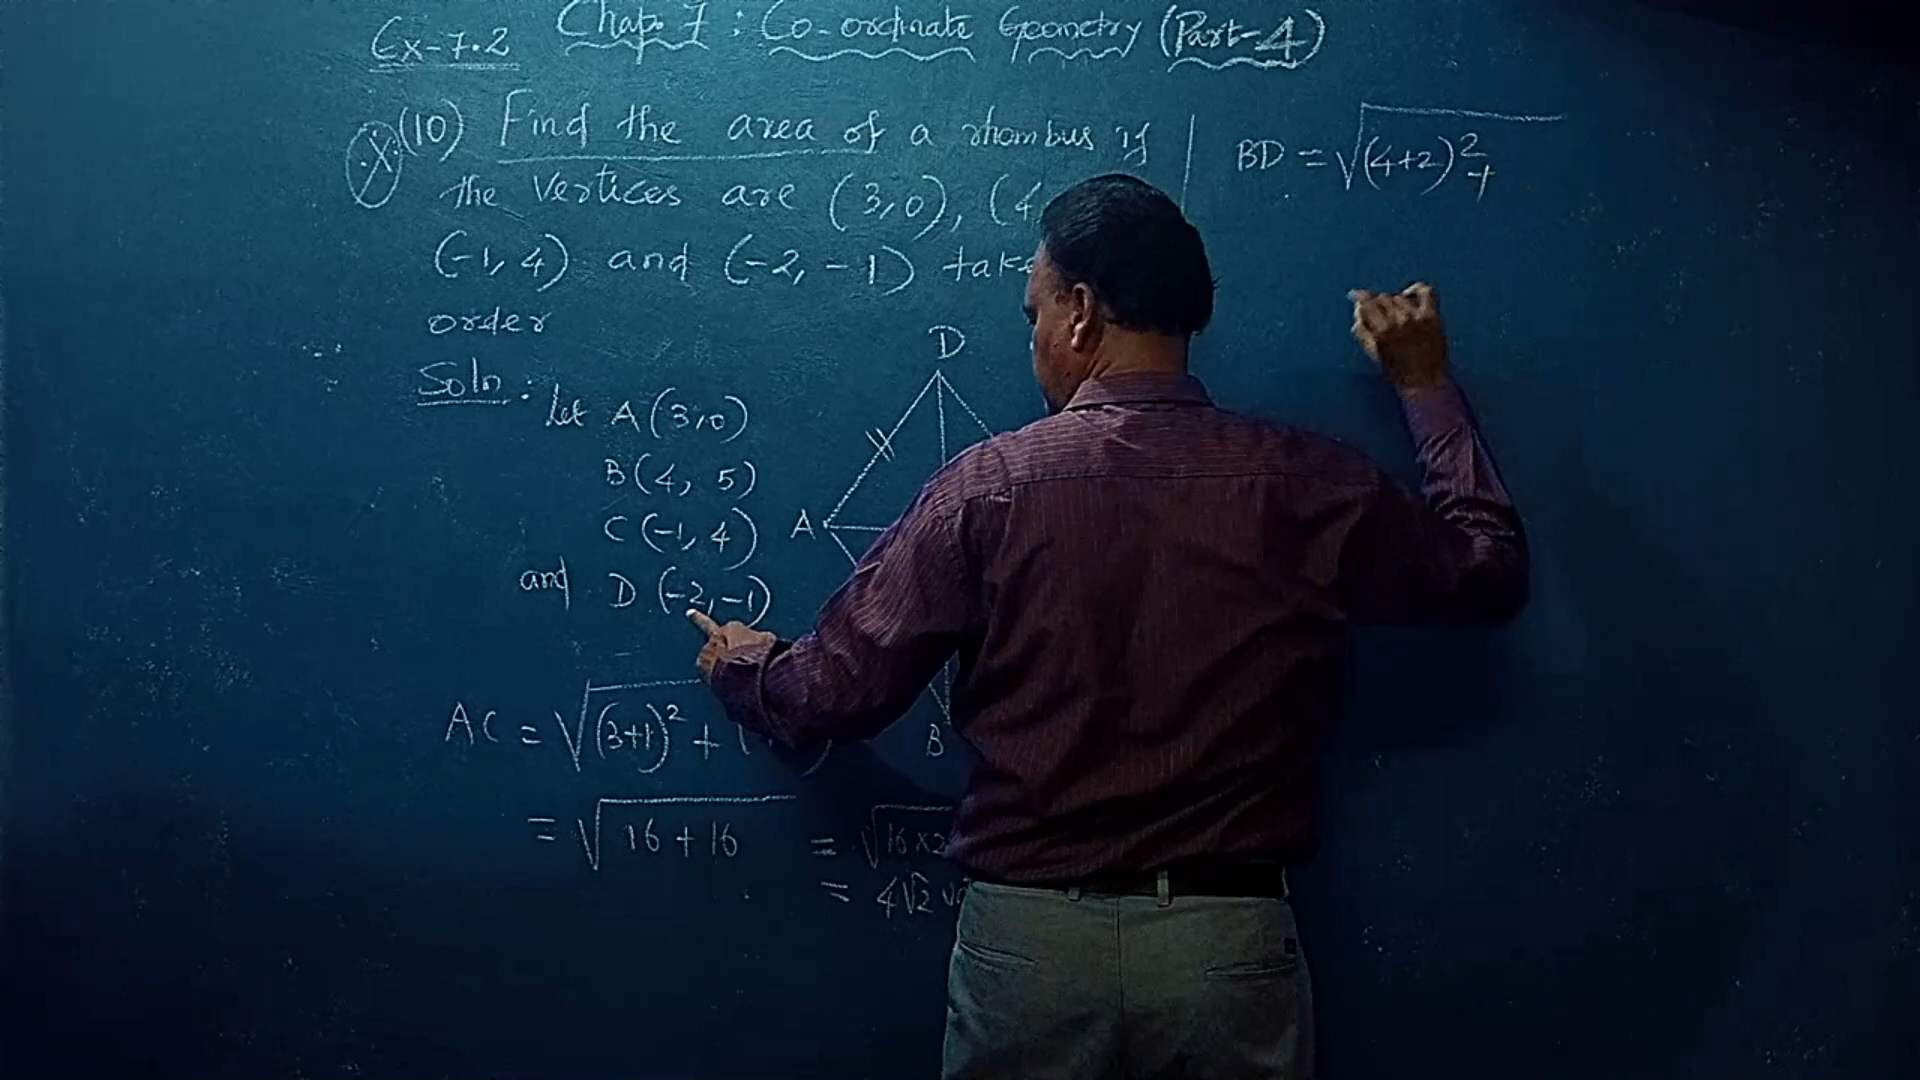 Ex-7.2 Chap 7 : Co-ordinate Geometry (Part-4)
(10) Find the area of a rhombus if
the vertices are (3,0), (4,
(-1, 4) and (-2, -1) take
order
Soln :
Let A (3,0)
B(4, 5)
C (-1, 4)
and D (-2, -1)
D
A
B
AC = √(3+1)² + (
= √16+16 = √16×2
= 4√2
BD = √(4+2)² +